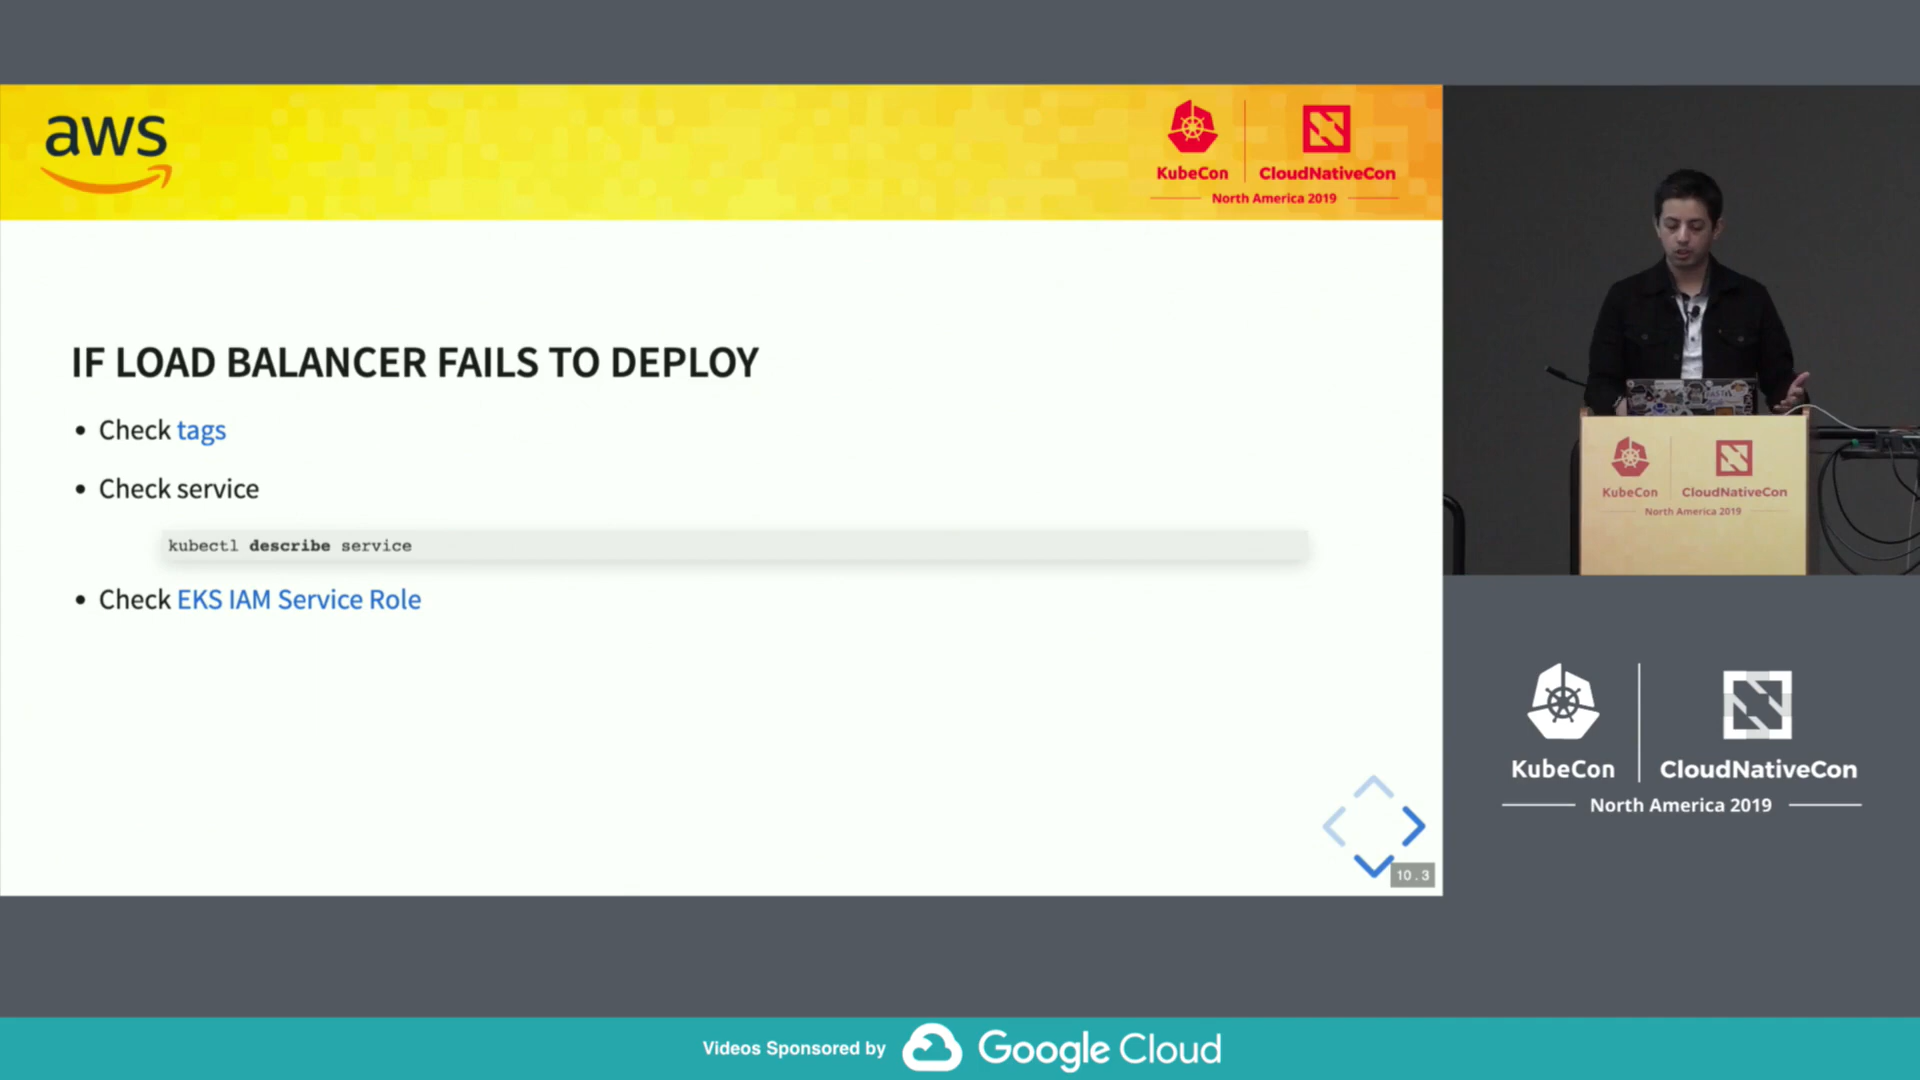 aws
KubeCon
CloudNativeCon
North America 2019
IF LOAD BALANCER FAILS TO DEPLOY
• Check tags
• Check service
kubectl describe service
• Check EKS IAM Service Role
10.3
KubeCon
CloudNativeCon
North America 2019
KubeCon
CloudNativeCon
North America 2019
Videos Sponsored by Google Cloud